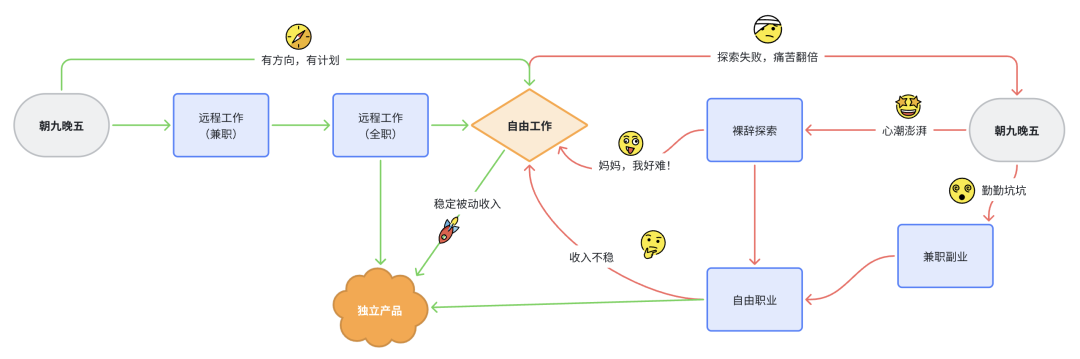 有方向，有计划
探索失败，痛苦翻倍
朝九晚五
远程工作
（兼职）
远程工作
（全职）
自由工作
裸辞探索
心潮澎湃
朝九晚五
妈妈，我好难！
勤勤坑坑
稳定被动收入
收入不稳
兼职副业
独立产品
自由职业